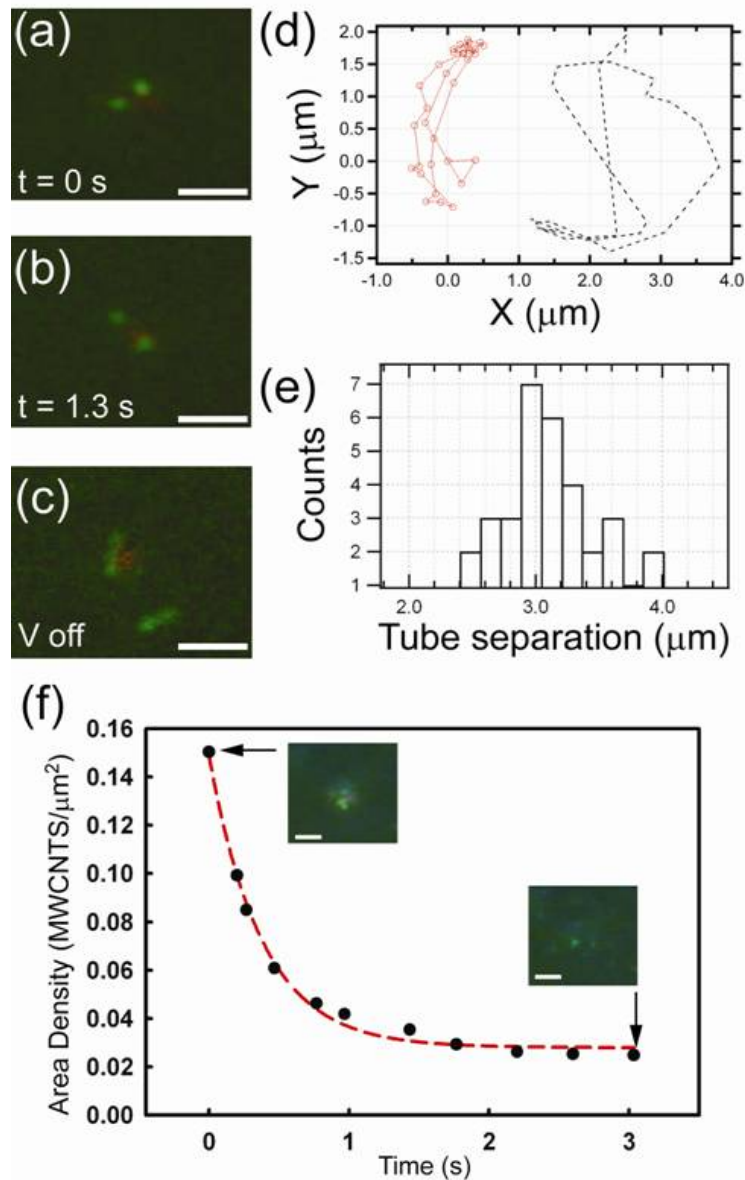 (a)
t = 0 s
(b)
t = 1.3 s
(c)
V off
(d)
2.0
1.5
1.0
0.5
0.0
-0.5
-1.0
-1.5
Y (μm)
-1.0 0.0 1.0 2.0 3.0 4.0
X (μm)
(e)
7
6
5
4
3
2
1
Counts
2.0 3.0 4.0
Tube separation (μm)
(f)
0.16
0.14
0.12
0.10
0.08
0.06
0.04
0.02
0.00
Area Density (MWCNTS/μm²)
0 1 2 3
Time (s)